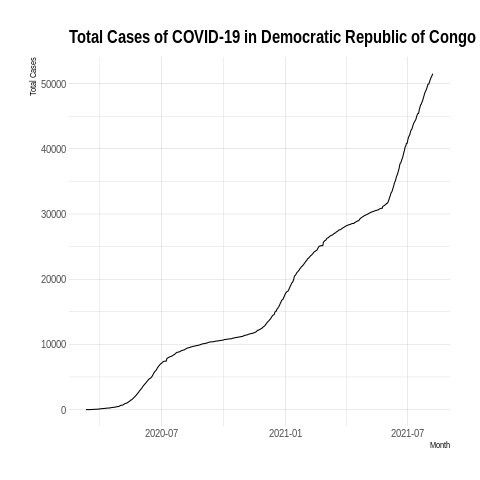 Total Cases of COVID-19 in Democratic Republic of Congo
Total Cases
50000
40000
30000
20000
10000
0
2020-07 2021-01 2021-07
Month